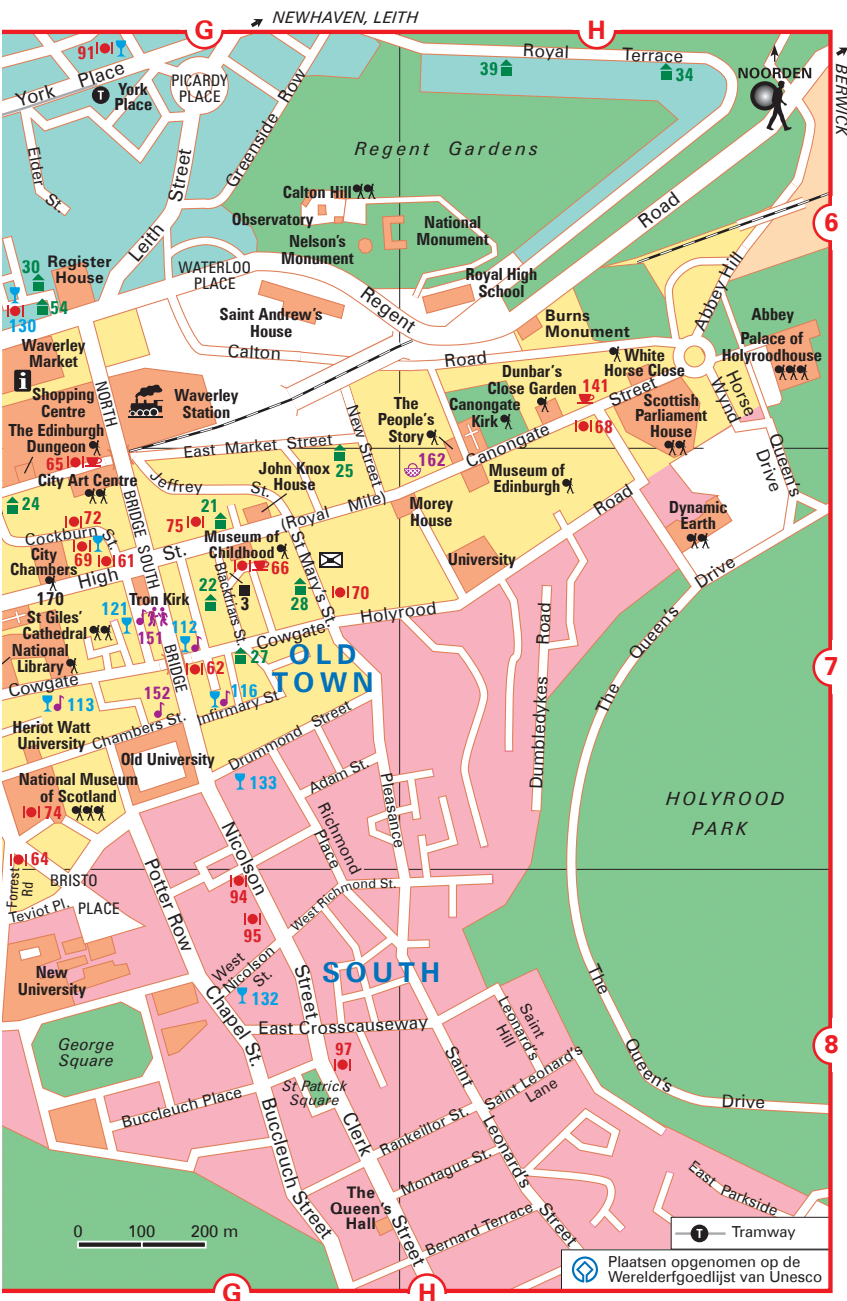 G
NEWHAVEN, LEITH
H
91
York Place
T York
Place
PICARDY
PLACE
Greenside Row
Royal Terrace
39
34
NOORDEN
BERWICK
Elder St.
Leith Street
Regent Gardens
Calton Hill
Observatory
Nelson's
Monument
National
Monument
Road
6
30
Register
House
54
130
WATERLOO
PLACE
Royal High
School
Saint Andrew's
House
Regent
Abbey Hill
Burns
Monument
Abbey
Palace of
Holyroodhouse
Waverley
Market
Calton Road
White
Horse Close
i
Shopping
Centre
NORTH BRIDGE
Waverley
Station
Dunbar's
Close Garden
141
Horse Wynd
The Edinburgh
Dungeon
65
New Street
The
People's
Story
Canongate
Kirk
68
Scottish
Parliament
House
East Market Street
Canongate Street
162
Queen's Drive
City Art Centre
Jeffrey St.
John Knox
House
25
Museum of
Edinburgh
24
72
75
21
(Royal Mile)
Morey
House
Road
Dynamic
Earth
Cockburn St.
69
61
City
Chambers
High St.
Museum of
Childhood
66
St Mary's St.
University
170
SOUTH BRIDGE
Blackfriars St.
22
3
28
70
Holyrood
The Queen's Drive
121
Tron Kirk
151
112
St Giles'
Cathedral
National
Library
Cowgate
62
27
OLD
TOWN
Dumbledykes Road
7
Cowgate
113
152
116
Infirmary St.
Chambers St.
Heriot Watt
University
Old University
Drummond Street
133
Adam St.
National Museum
of Scotland
74
Pleasance
HOLYROOD
PARK
64
Forrest Rd
BRISTO
PLACE
Teviot Pl.
Potter Row
Nicolson Street
Richmond Place
94
95
West Richmond St.
New
University
West
Nicolson
St.
132
SOUTH
Chapel St.
East Crosscauseway
George
Square
97
St Patrick
Square
Saint Leonard's Street
Saint
Leonard's
Hill
Saint Leonard's
Lane
The Queen's Drive
8
Buccleuch Place
Buccleuch Street
Clerk Street
Rankeillor St.
Montague St.
Bernard Terrace
The
Queen's
Hall
East Parkside
0 100 200 m
T Tramway
Plaatsen opgenomen op de
Werelderfgoedlijst van Unesco
G
H